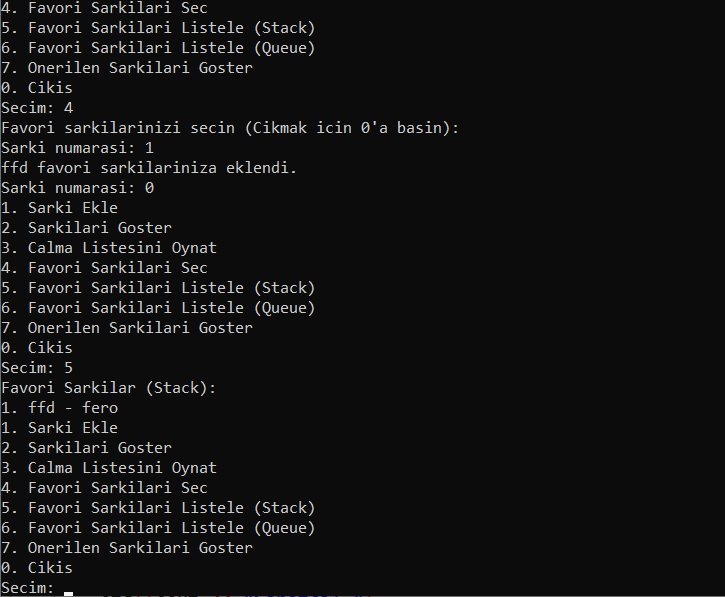 4. Favori Sarkilari Sec
5. Favori Sarkilari Listele (Stack)
6. Favori Sarkilari Listele (Queue)
7. Onerilen Sarkilari Goster
0. Cikis
Secim: 4
Favori sarkilarinizi secin (Cikmak icin 0'a basin):
Sarki numarasi: 1
ffd favori sarkilariniza eklendi.
Sarki numarasi: 0
1. Sarki Ekle
2. Sarkilari Goster
3. Calma Listesini Oynat
4. Favori Sarkilari Sec
5. Favori Sarkilari Listele (Stack)
6. Favori Sarkilari Listele (Queue)
7. Onerilen Sarkilari Goster
0. Cikis
Secim: 5
Favori Sarkilar (Stack):
1. ffd - fero
1. Sarki Ekle
2. Sarkilari Goster
3. Calma Listesini Oynat
4. Favori Sarkilari Sec
5. Favori Sarkilari Listele (Stack)
6. Favori Sarkilari Listele (Queue)
7. Onerilen Sarkilari Goster
0. Cikis
Secim: